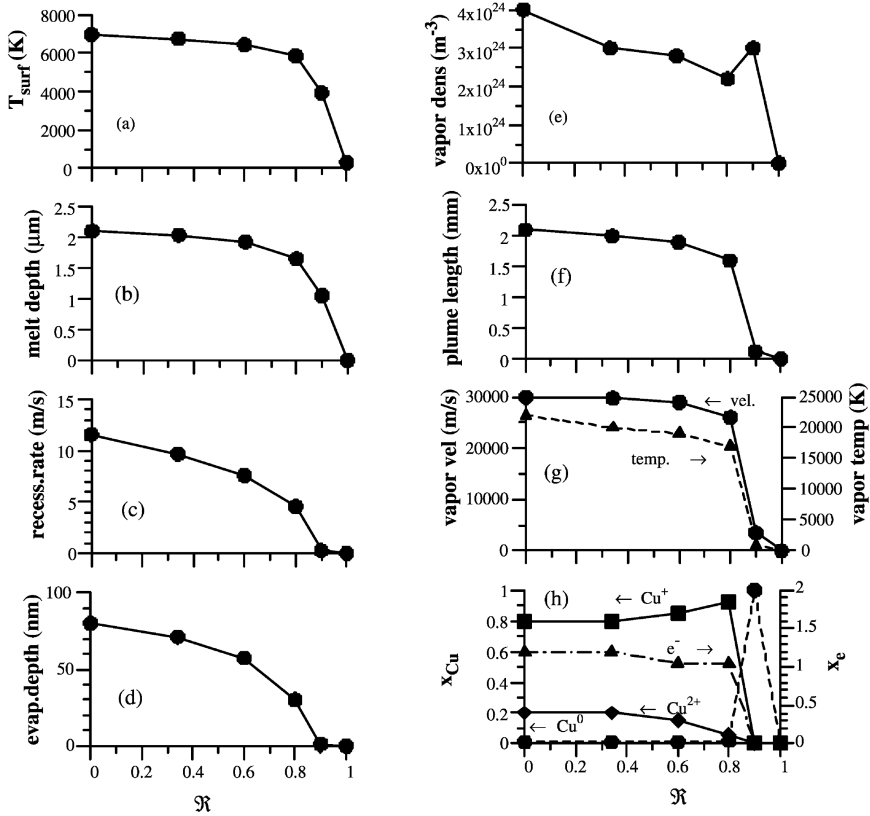 8000
6000
4000
2000
0
T_surf (K)
(a)
2.5
2
1.5
1
0.5
0
melt depth (μm)
(b)
15
10
5
0
recess.rate (m/s)
(c)
100
50
0
evap.depth (nm)
(d)
0 0.2 0.4 0.6 0.8 1
ℜ
4x10^24
3x10^24
2x10^24
1x10^24
0x10^0
vapor dens (m^-3)
(e)
2.5
2
1.5
1
0.5
0
plume length (mm)
(f)
30000
20000
10000
0
vapor vel (m/s)
(g)
← vel.
temp. →
25000
20000
15000
10000
5000
0
vapor temp (K)
1
0.8
0.6
0.4
0.2
0
x_Cu
(h)
← Cu^+
e^- →
← Cu^2+
← Cu^0
2
1.5
1
0.5
0
x_e
0 0.2 0.4 0.6 0.8 1
ℜ